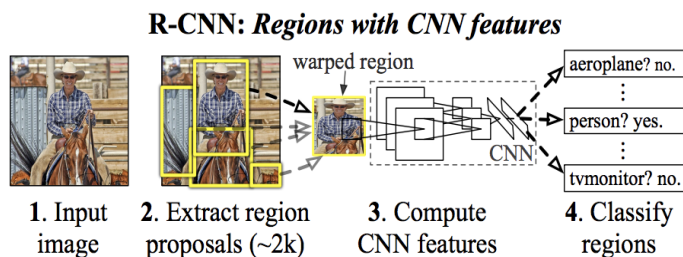 R-CNN: Regions with CNN features
warped region
aeroplane? no.
⋮
person? yes.
⋮
tvmonitor? no.
CNN
1. Input
image
2. Extract region
proposals (~2k)
3. Compute
CNN features
4. Classify
regions